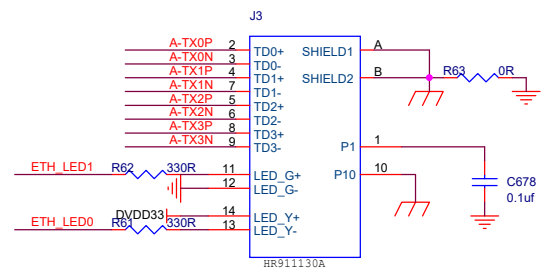 J3
A-TX0P 2 TD0+ SHIELD1 A
A-TX0N 3 TD0-
A-TX1P 4 TD1+ SHIELD2 B R63 0R
A-TX1N 7 TD1-
A-TX2P 5 TD2+
A-TX2N 6 TD2-
A-TX3P 8 TD3+
A-TX3N 9 TD3-
P1 1
ETH_LED1 R62 330R 11 LED_G+ P10 10
12 LED_G-
C678
0.1uf
DVDD33 14 LED_Y+
ETH_LED0 R61 330R 13 LED_Y-
HR911130A